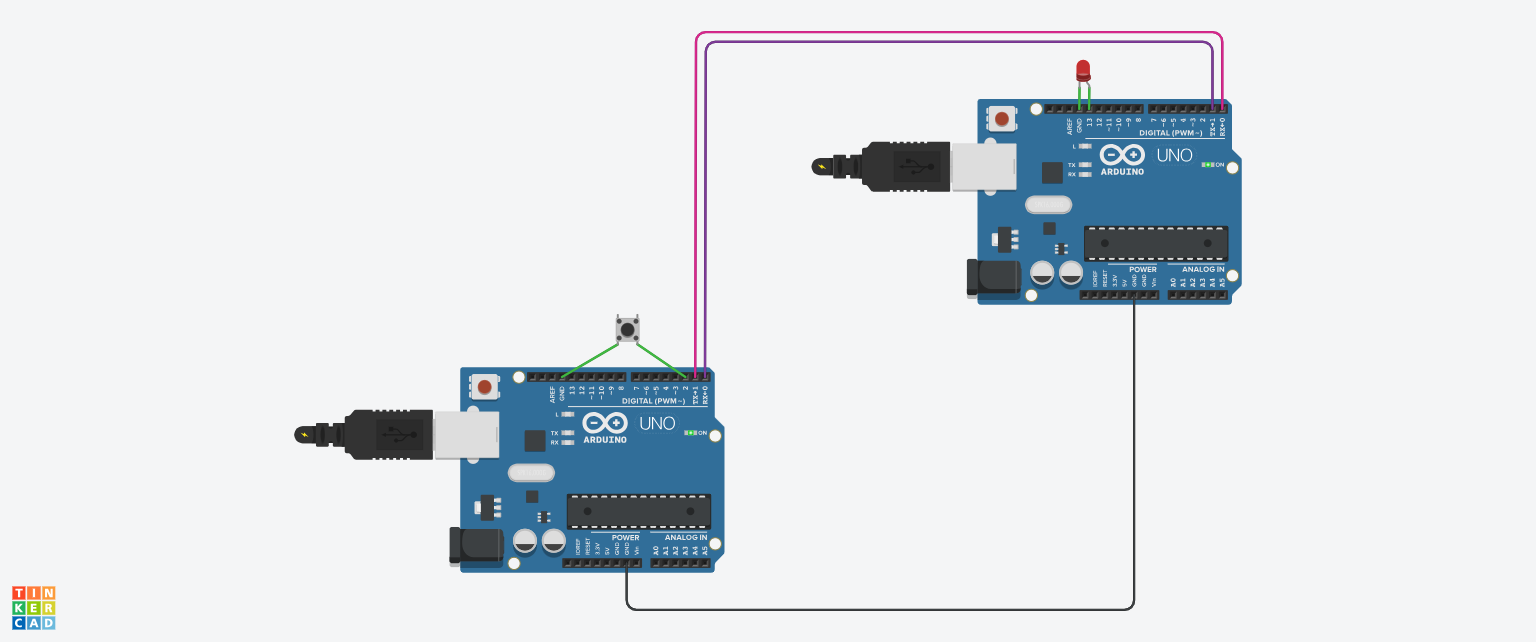 AREF
GND
13
12
~11
~10
~9
8
7
~6
~5
4
~3
2
TX→1
RX←0
DIGITAL (PWM~)
L
TX
RX
UNO
ARDUINO
ON
POWER
ANALOG IN
IOREF
RESET
3.3V
5V
GND
GND
Vin
A0
A1
A2
A3
A4
A5
AREF
GND
13
12
~11
~10
~9
8
7
~6
~5
4
~3
2
TX→1
RX←0
DIGITAL (PWM~)
L
TX
RX
UNO
ARDUINO
ON
POWER
ANALOG IN
IOREF
RESET
3.3V
5V
GND
GND
Vin
A0
A1
A2
A3
A4
A5
TIN
KER
CAD